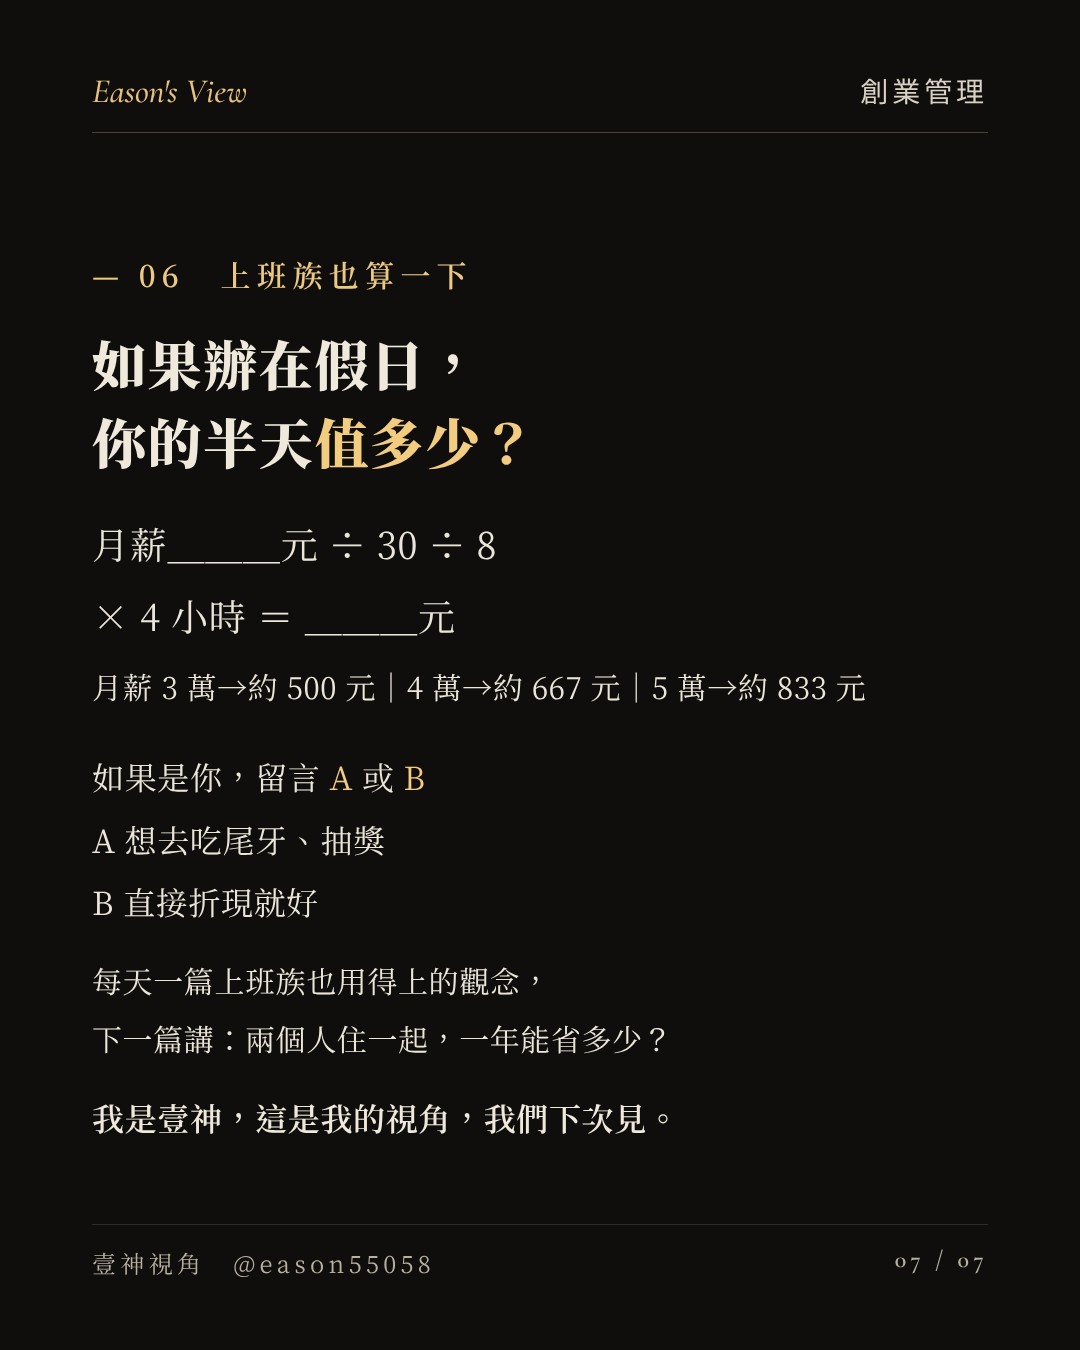 Eason's View
創業管理
— 06 上班族也算一下
如果辦在假日，
你的半天值多少？
月薪______元 ÷ 30 ÷ 8
× 4 小時 ＝ ______元
月薪 3 萬→約 500 元｜4 萬→約 667 元｜5 萬→約 833 元
如果是你，留言 A 或 B
A 想去吃尾牙、抽獎
B 直接折現就好
每天一篇上班族也用得上的觀念，
下一篇講：兩個人住一起，一年能省多少？
我是壹神，這是我的視角，我們下次見。
壹神視角 @eason55058
07 / 07